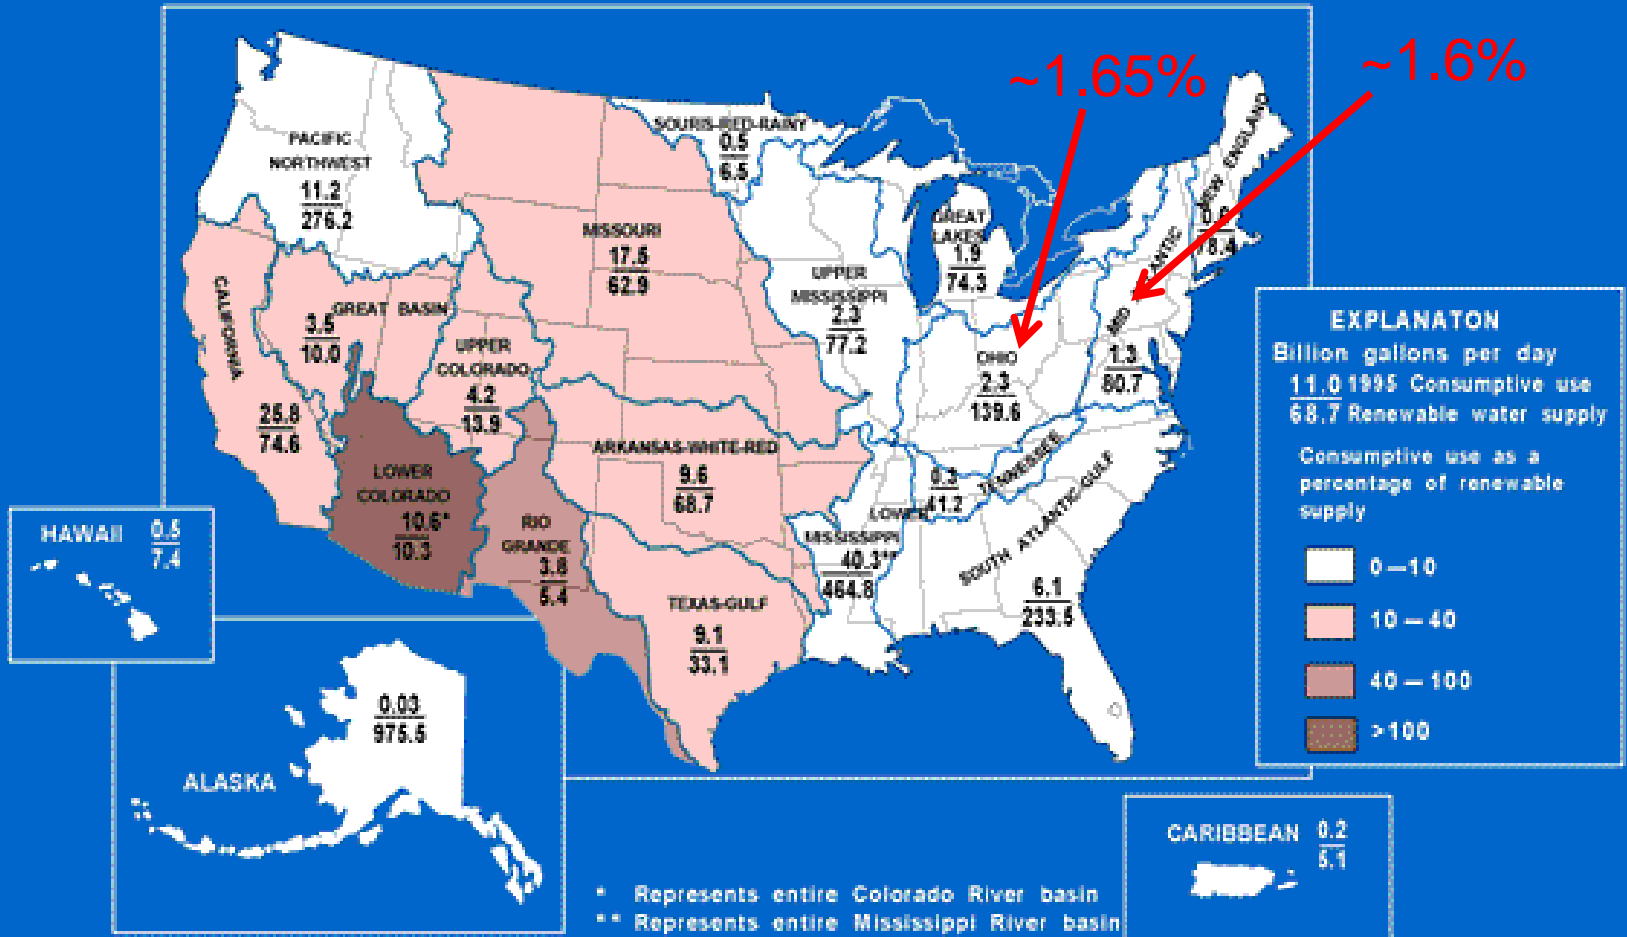 ~1.65%
~1.6%
PACIFIC
NORTHWEST
11.2
276.2
SOURIS-RED-RAINY
0.5
6.5
NEW ENGLAND
78.4
MISSOURI
17.5
62.9
GREAT
LAKES
1.9
74.3
UPPER
MISSISSIPPI
2.3
77.2
MID
ANTIC
1.3
80.7
CALIFORNIA
25.8
74.6
GREAT BASIN
3.5
10.0
UPPER
COLORADO
4.2
13.9
OHIO
2.3
139.6
LOWER
COLORADO
10.6*
10.3
ARKANSAS-WHITE-RED
9.6
68.7
TENNESSEE
0.3
41.2
RIO
GRANDE
3.8
5.4
LOWER
MISSISSIPPI
40.3**
464.8
SOUTH ATLANTIC-GULF
6.1
233.5
TEXAS-GULF
9.1
33.1
HAWAII 0.5
7.4
0.03
975.5
ALASKA
CARIBBEAN 0.2
5.1
EXPLANATON
Billion gallons per day
11.0 1995 Consumptive use
68.7 Renewable water supply
Consumptive use as a
percentage of renewable
supply
0—10
10—40
40—100
>100
* Represents entire Colorado River basin
** Represents entire Mississippi River basin